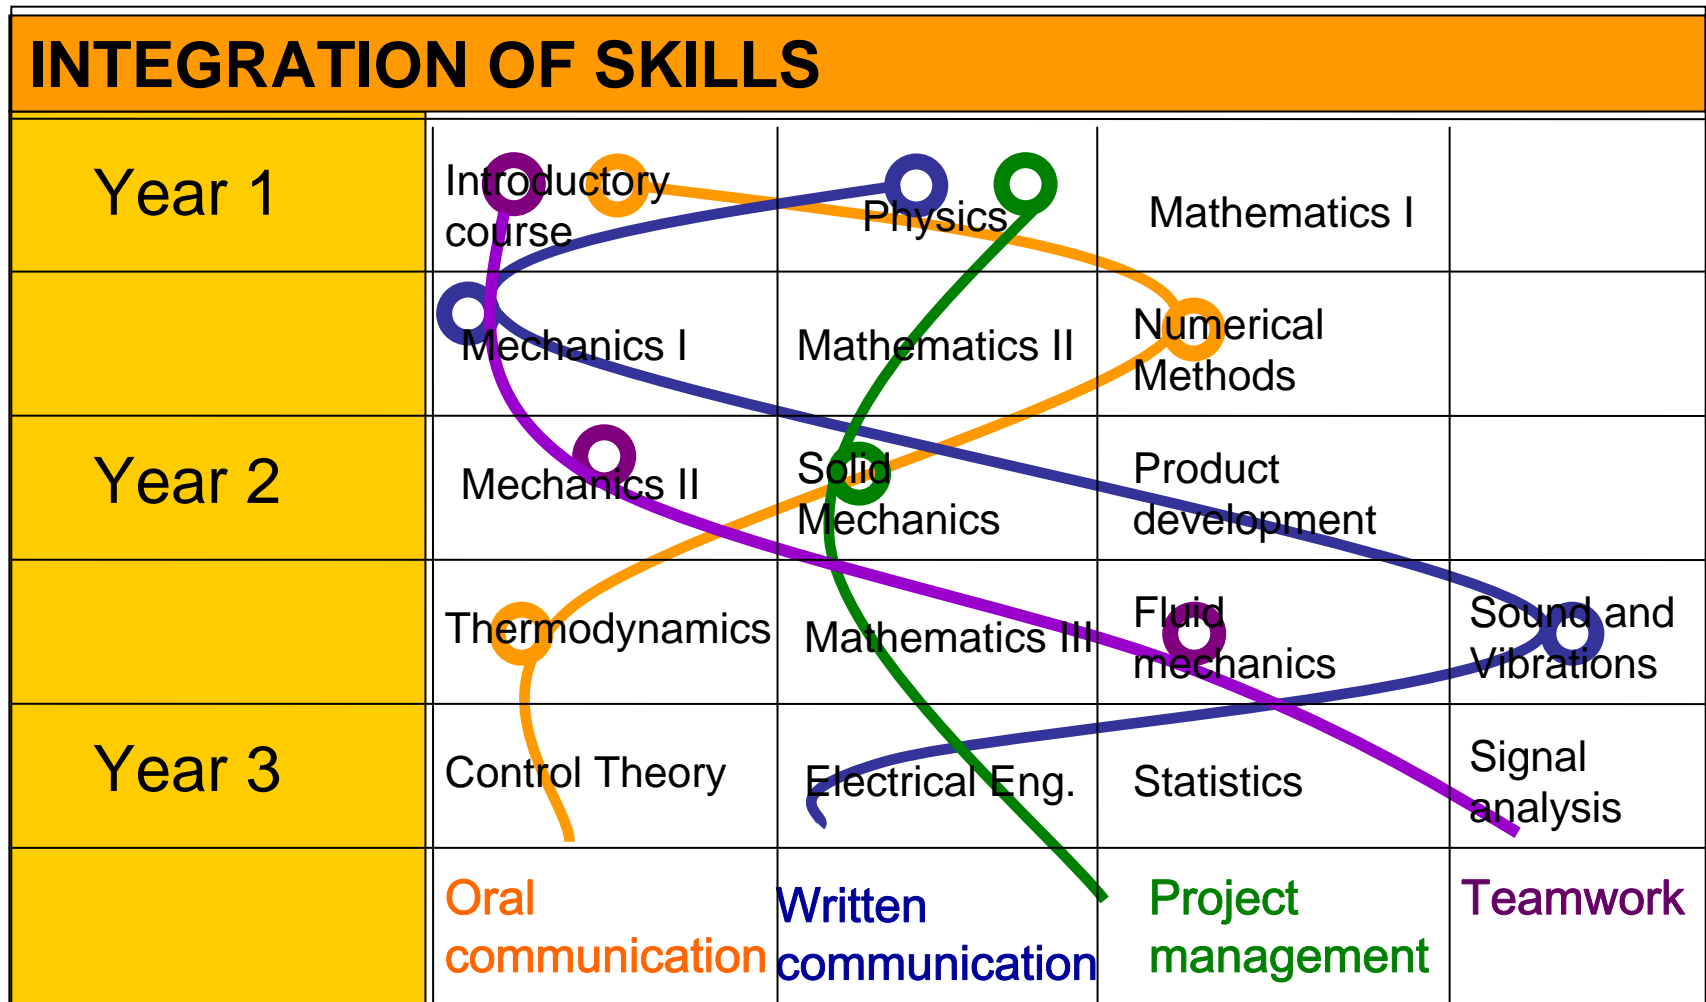 INTEGRATION OF SKILLS
Year 1
Introductory
course
Physics
Mathematics I
Mechanics I
Mathematics II
Numerical
Methods
Year 2
Mechanics II
Solid
Mechanics
Product
development
Thermodynamics
Mathematics III
Fluid
mechanics
Sound and
Vibrations
Year 3
Control Theory
Electrical Eng.
Statistics
Signal
analysis
Oral
communication
Written
communication
Project
management
Teamwork